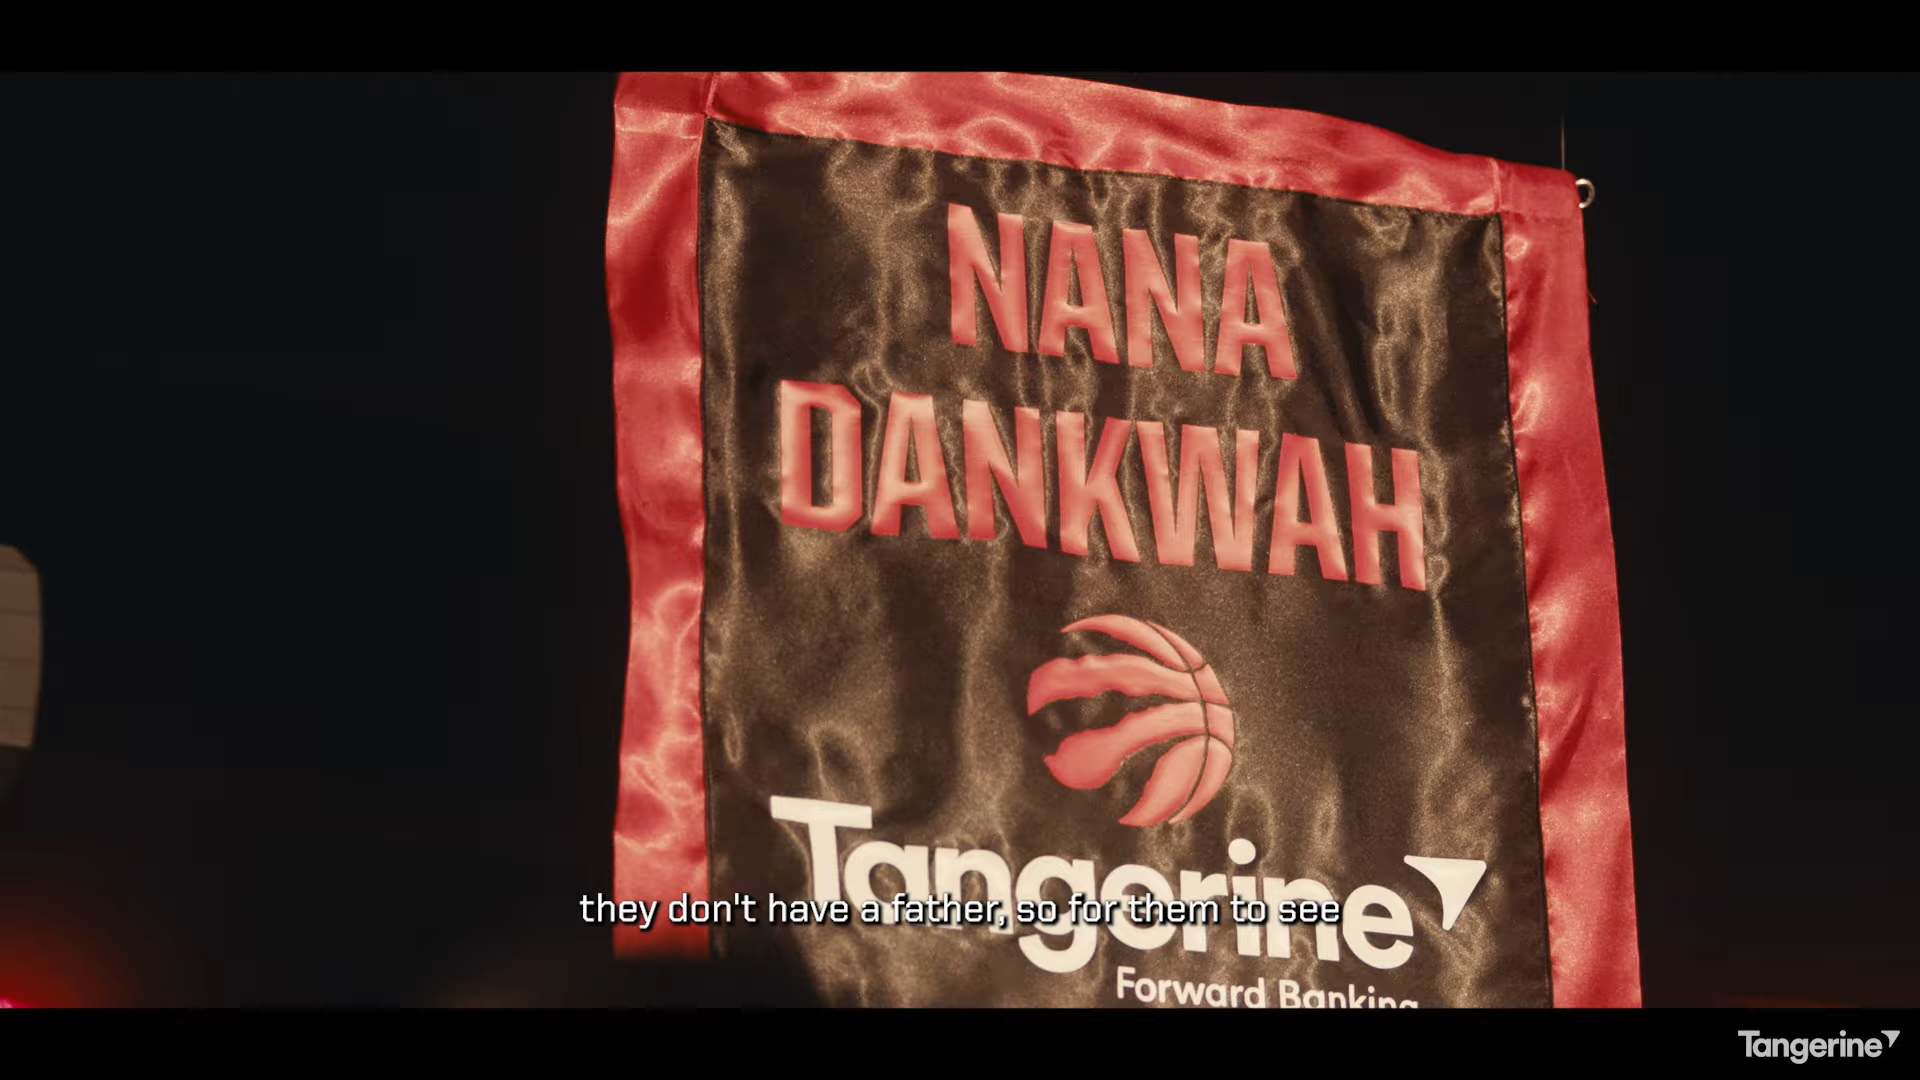 NANA
DANKWAH
Tangerine
they don't have a father, so for them to see
Forward Banking
Tangerine